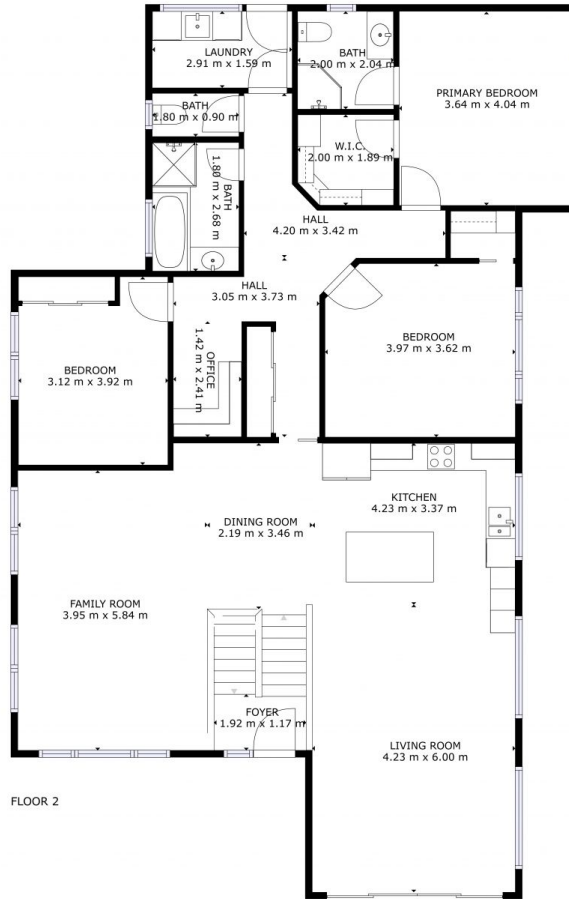 LAUNDRY
2.91 m x 1.59 m
BATH
2.00 m x 2.04 m
PRIMARY BEDROOM
3.64 m x 4.04 m
BATH
1.80 m x 0.90 m
W.I.C.
2.00 m x 1.89 m
BATH
1.80 m x 2.68 m
HALL
4.20 m x 3.42 m
HALL
3.05 m x 3.73 m
BEDROOM
3.97 m x 3.62 m
BEDROOM
3.12 m x 3.92 m
OFFICE
1.42 m x 2.41 m
KITCHEN
4.23 m x 3.37 m
DINING ROOM
2.19 m x 3.46 m
FAMILY ROOM
3.95 m x 5.84 m
FOYER
1.92 m x 1.17 m
LIVING ROOM
4.23 m x 6.00 m
FLOOR 2